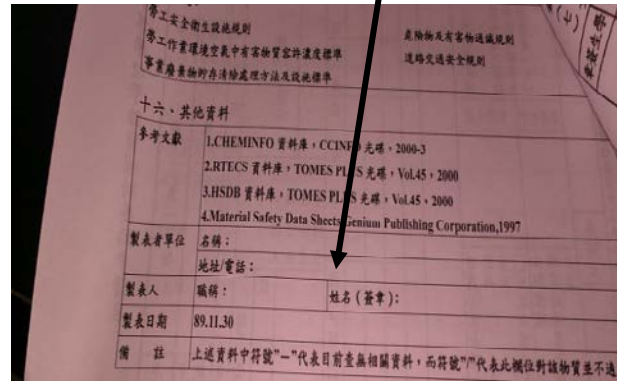 勞工安全衛生設施規則
危險物及有害物通識規則
勞工作業環境空氣中有害物質容許濃度標準
道路交通安全規則
事業廢棄物貯存清除處理方法及設施標準
十六、其他資料
參考文獻
1.CHEMINFO 資料庫，CCINFO 光碟，2000-3
2.RTECS 資料庫，TOMES PLUS 光碟，Vol.45，2000
3.HSDB 資料庫，TOMES PLUS 光碟，Vol.45，2000
4.Material Safety Data Sheets Genium Publishing Corporation,1997
製表者單位 名稱：
地址/電話：
製表人 職稱： 姓名（簽章）：
製表日期 89.11.30
備 註 上述資料中符號”－”代表目前查無相關資料，而符號”/”代表此欄位對該物質並不適
（七）